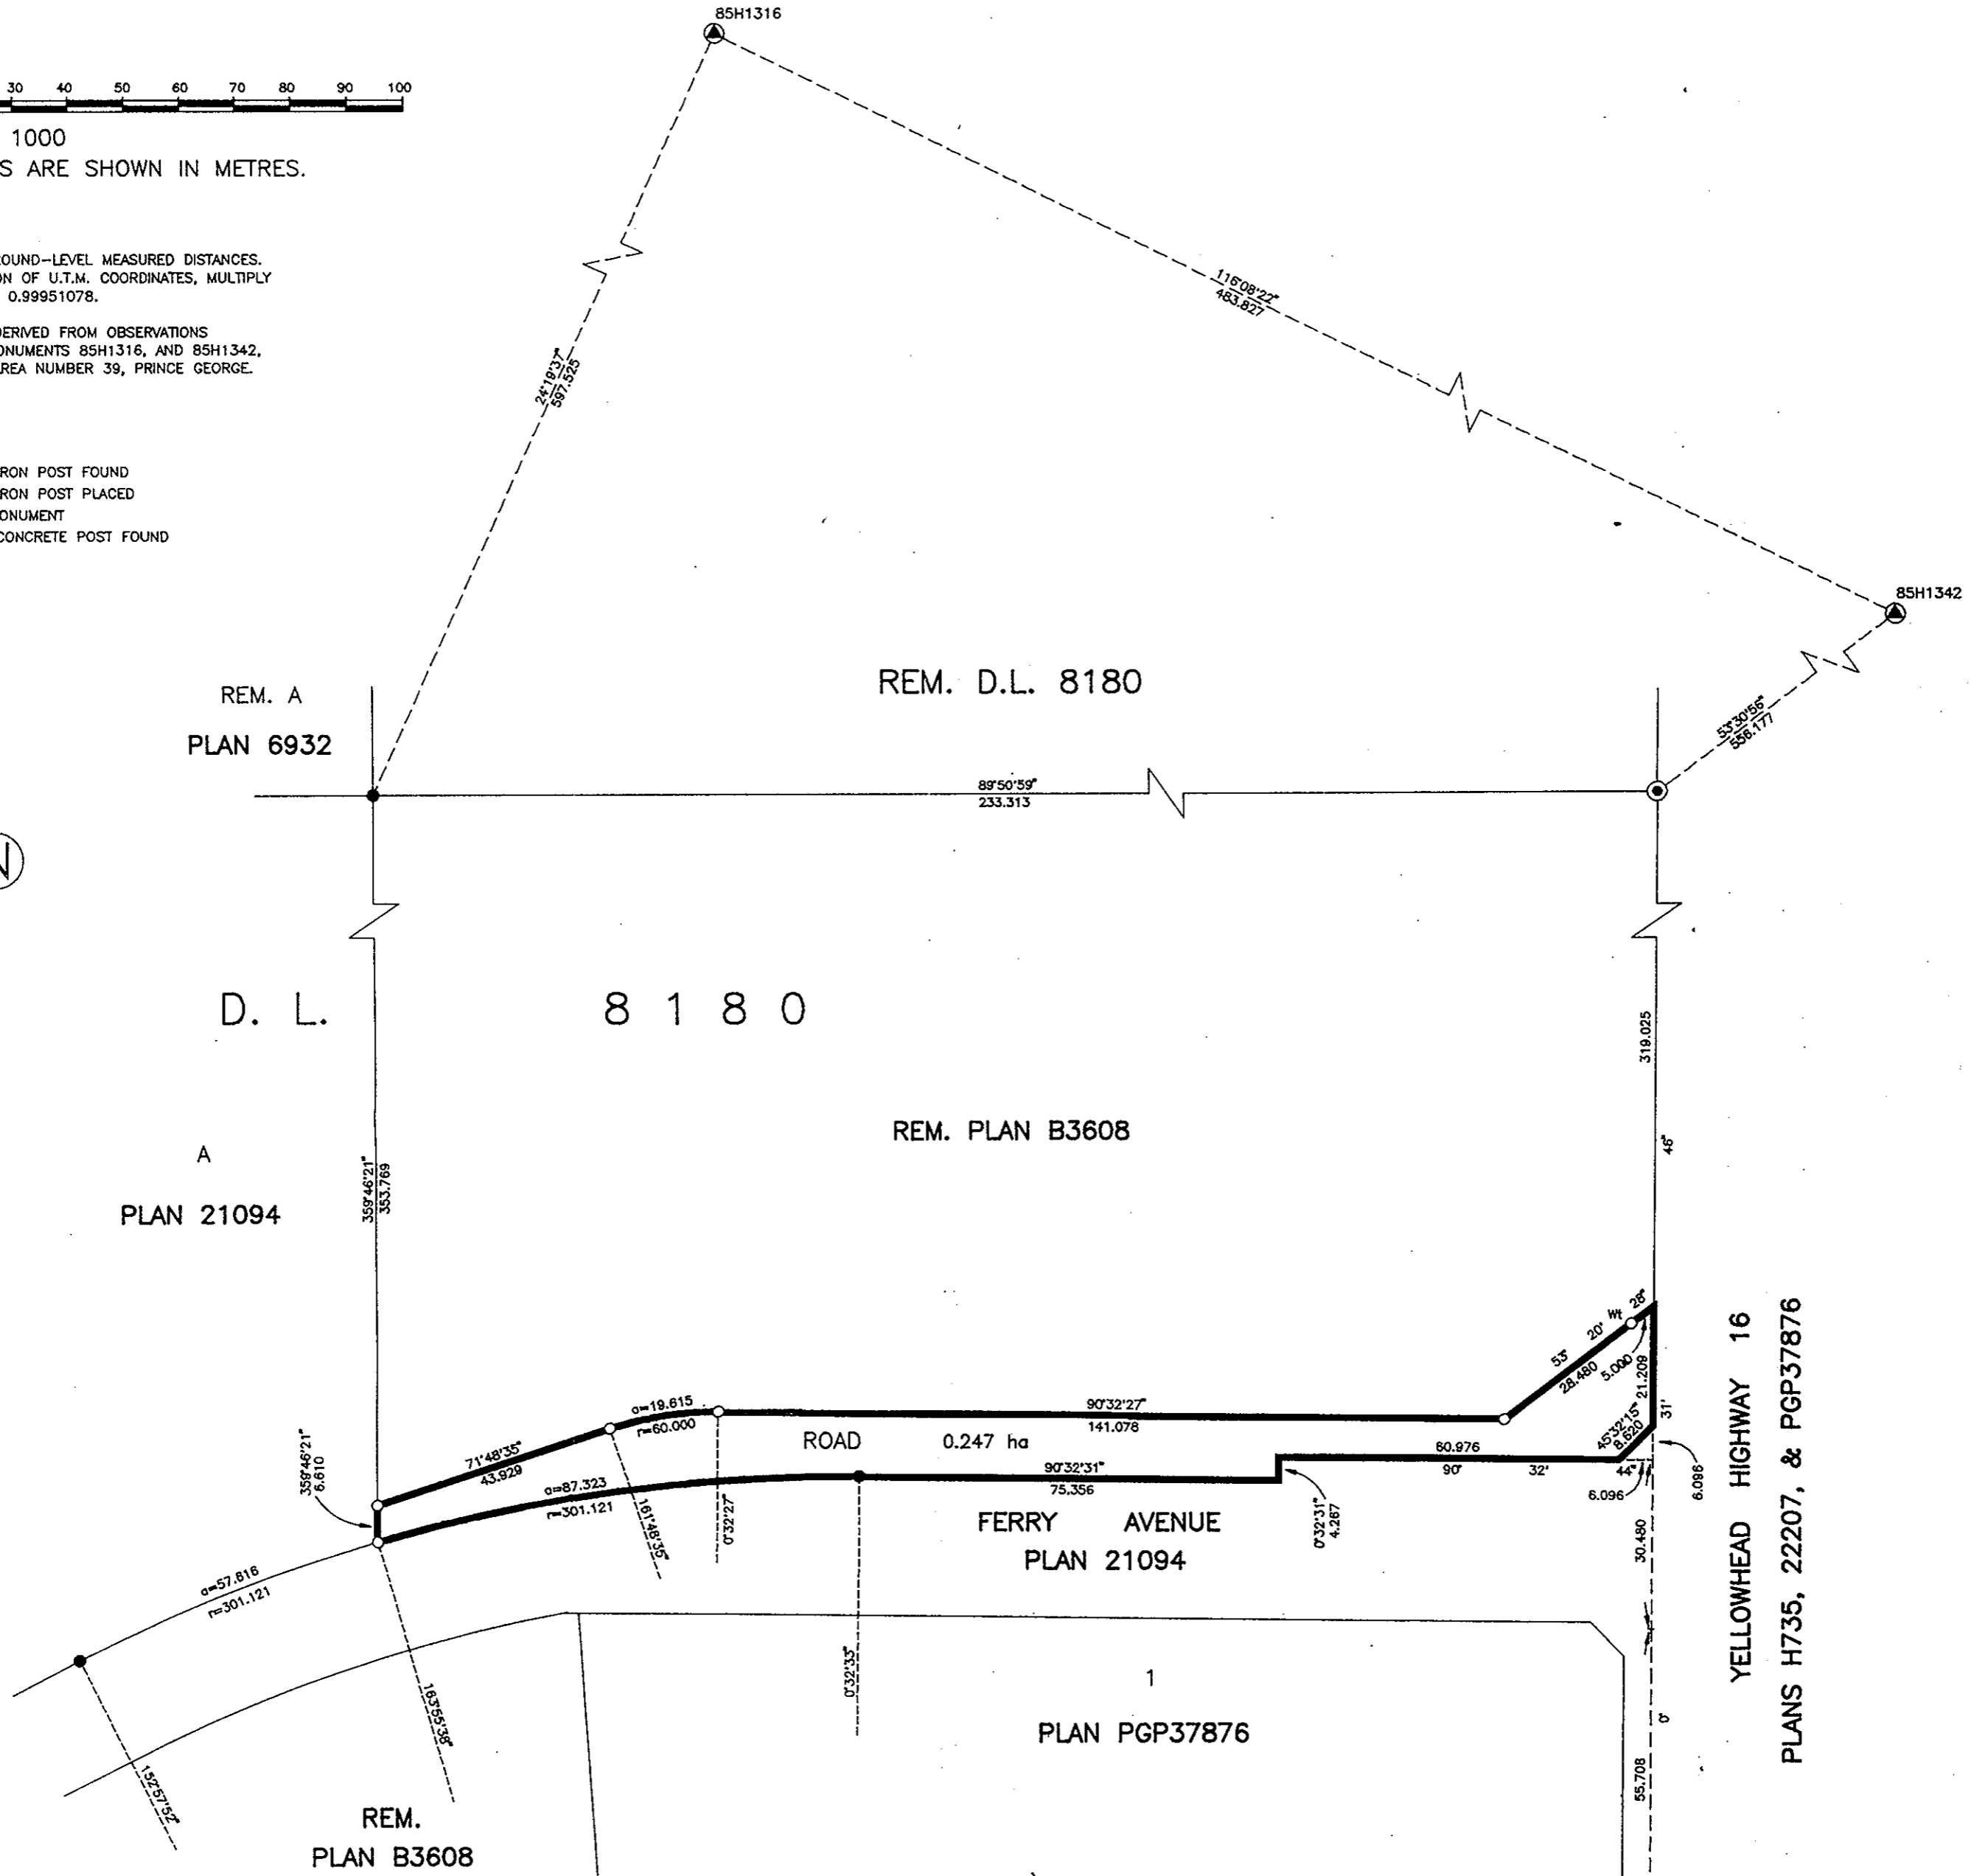 85H1316
30 40 50 60 70 80 90 100
1000
S ARE SHOWN IN METRES.
OUND-LEVEL MEASURED DISTANCES.
ON OF U.T.M. COORDINATES, MULTIPLY
0.99951078.
DERIVED FROM OBSERVATIONS
ONUMENTS 85H1316, AND 85H1342,
REA NUMBER 39, PRINCE GEORGE.
RON POST FOUND
RON POST PLACED
ONUMENT
CONCRETE POST FOUND
116°08'22"
483.827
24°19'37"
597.525
85H1342
53°30'56"
556.177
REM. A
PLAN 6932
REM. D.L. 8180
89°50'59"
233.313
N
D. L. 8 1 8 0
319.025
REM. PLAN B3608
46"
A
PLAN 21094
359°46'21"
353.769
28"
Wt
20'
53°
28.480
5.000
21.209
31'
45°32'15"
8.620
a=19.615
r=60.000
90°32'27"
141.078
ROAD 0.247 ha
71°48'35"
43.929
359°46'21"
6.610
a=87.323
r=301.121
161°48'35"
0°32'27"
90°32'31"
75.356
60.976
90° 32' 44"
6.096
6.096
0°32'31"
4.267
FERRY AVENUE
PLAN 21094
30.480
a=57.816
r=301.121
163°55'38"
152°57'52"
0°32'33"
1
PLAN PGP37876
0°
55.708
REM.
PLAN B3608
YELLOWHEAD HIGHWAY 16
PLANS H735, 22207, & PGP37876